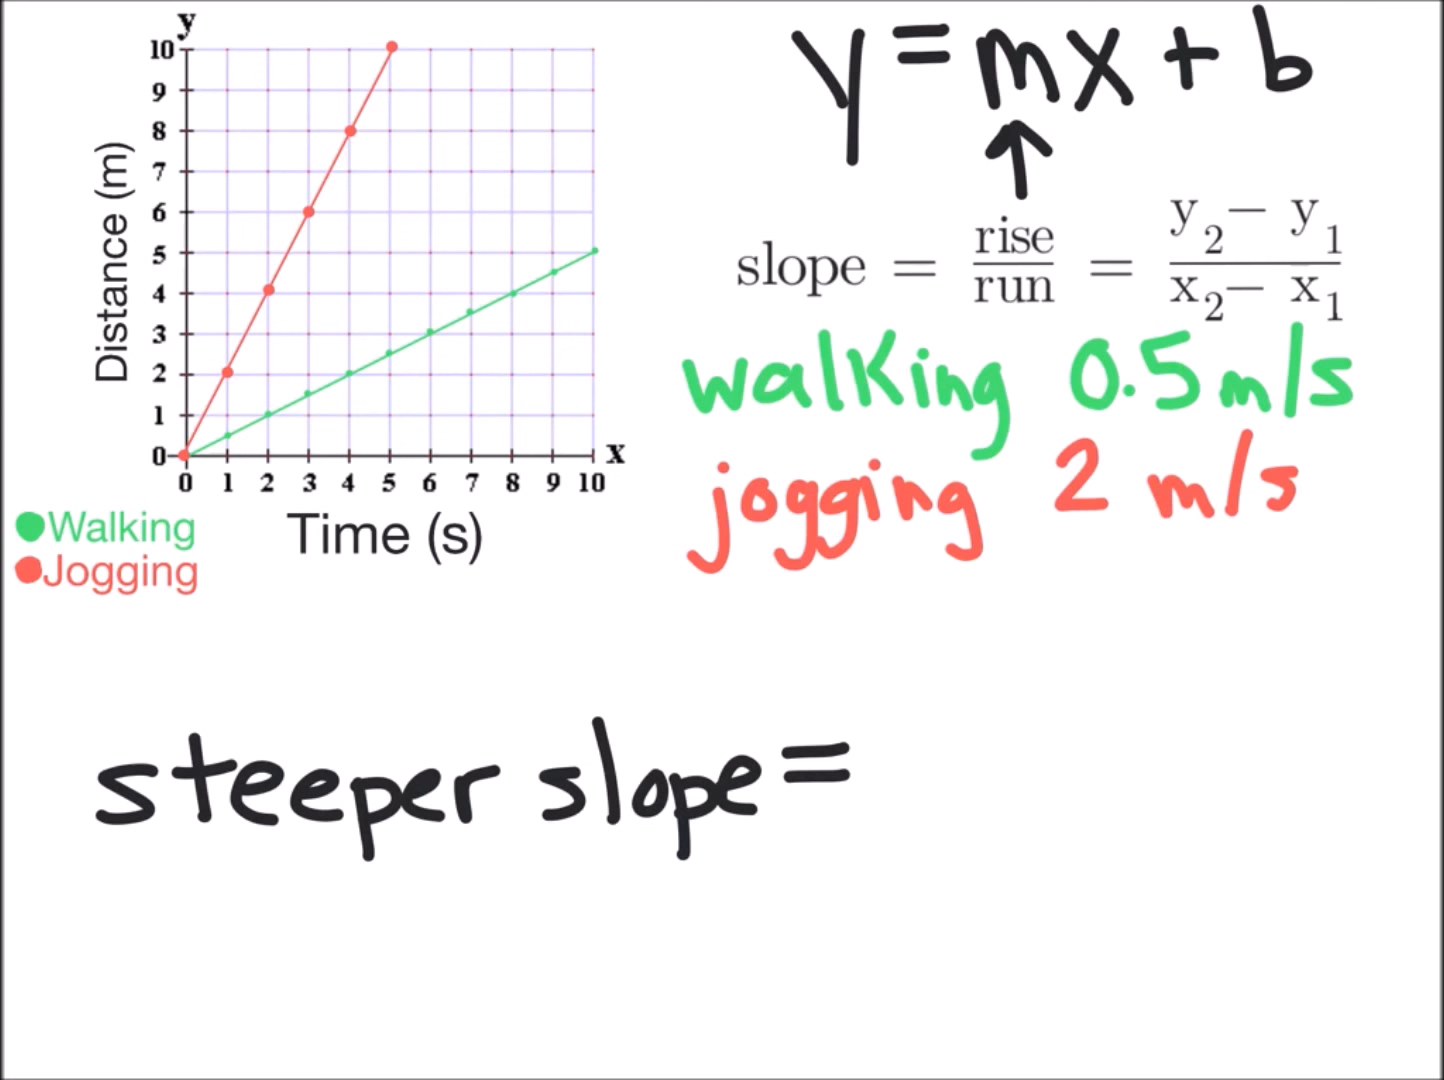 y
10
9
8
7
6
5
4
3
2
1
0
Distance (m)
0 1 2 3 4 5 6 7 8 9 10
x
Time (s)
Walking
Jogging
y = mx + b
slope = rise/run = y₂ − y₁ / x₂ − x₁
walking 0.5 m/s
jogging 2 m/s
steeper slope =